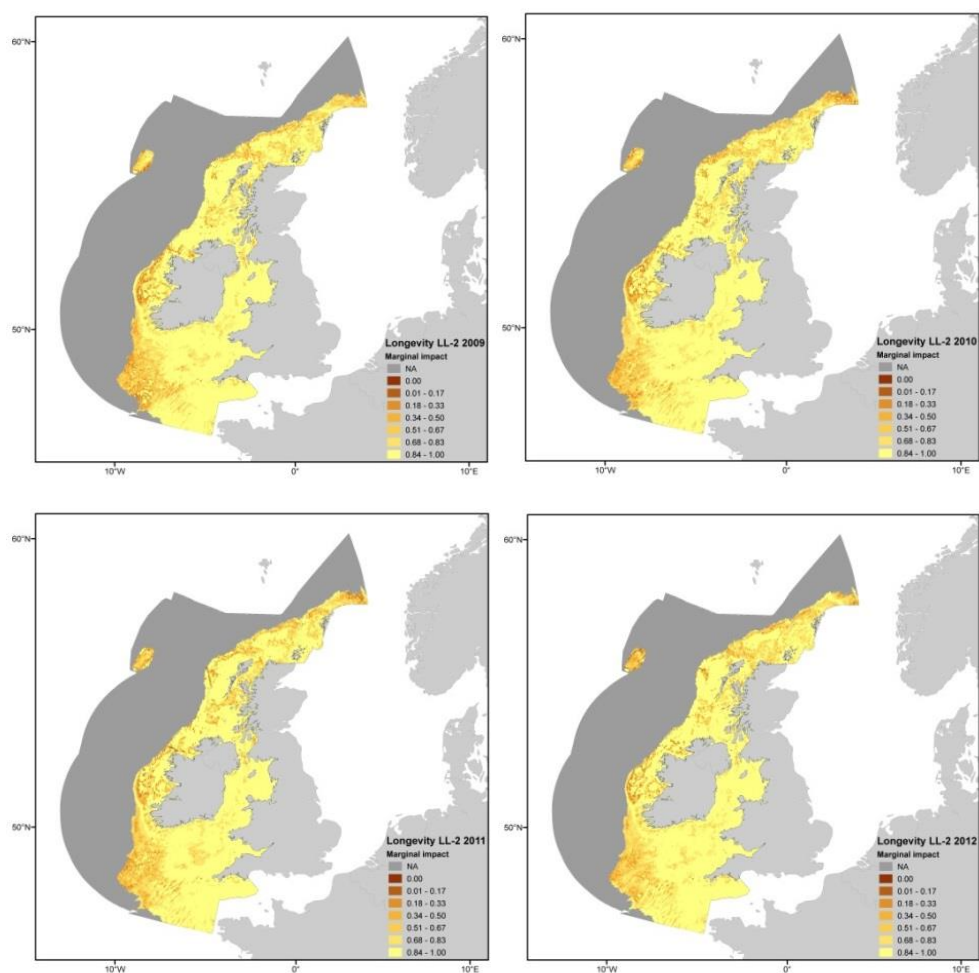 60°N
50°N
Longevity LL-2 2009
Marginal impact
NA
0.00
0.01 - 0.17
0.18 - 0.33
0.34 - 0.50
0.51 - 0.67
0.68 - 0.83
0.84 - 1.00
10°W 0° 10°E
60°N
50°N
Longevity LL-2 2010
Marginal impact
NA
0.00
0.01 - 0.17
0.18 - 0.33
0.34 - 0.50
0.51 - 0.67
0.68 - 0.83
0.84 - 1.00
10°W 0° 10°E
60°N
50°N
Longevity LL-2 2011
Marginal impact
NA
0.00
0.01 - 0.17
0.18 - 0.33
0.34 - 0.50
0.51 - 0.67
0.68 - 0.83
0.84 - 1.00
10°W 0° 10°E
60°N
50°N
Longevity LL-2 2012
Marginal impact
NA
0.00
0.01 - 0.17
0.18 - 0.33
0.34 - 0.50
0.51 - 0.67
0.68 - 0.83
0.84 - 1.00
10°W 0° 10°E